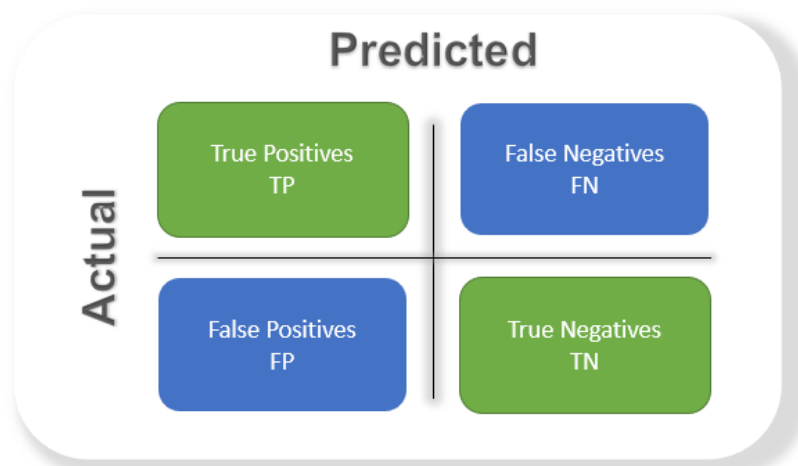 Predicted
Actual
True Positives
TP
False Negatives
FN
False Positives
FP
True Negatives
TN